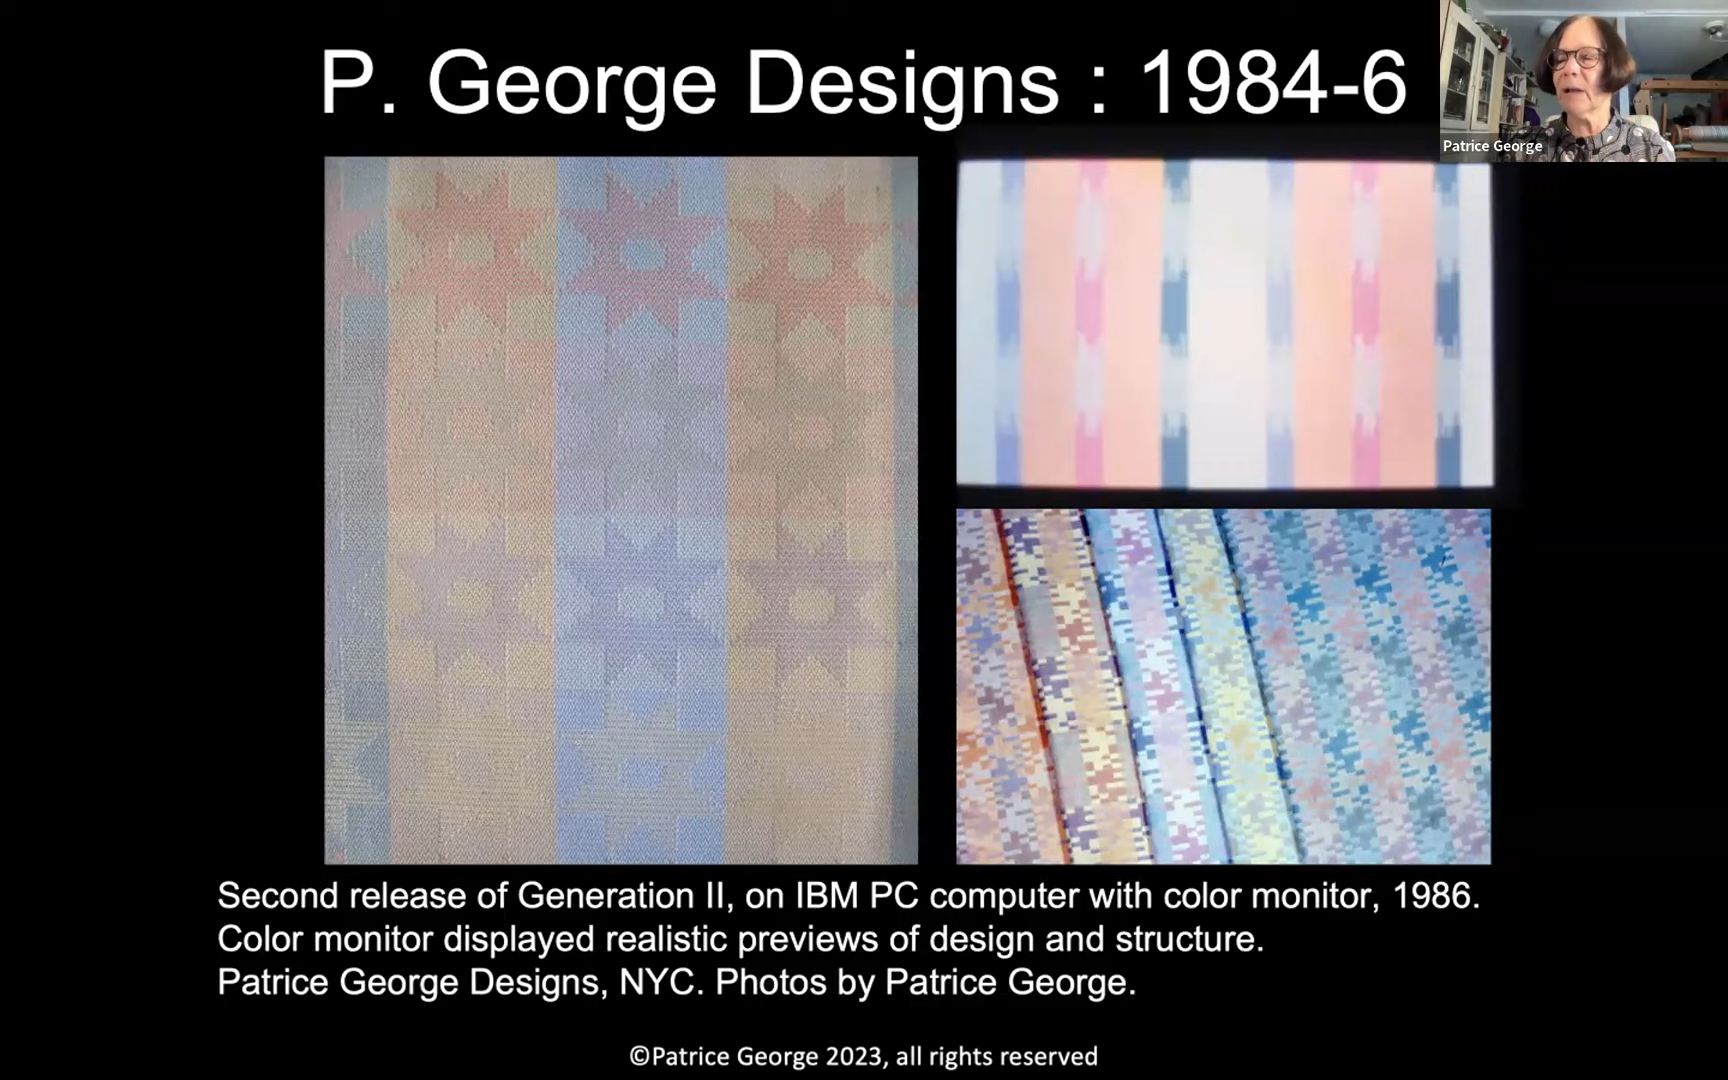 P. George Designs : 1984-6
Patrice George
Second release of Generation II, on IBM PC computer with color monitor, 1986.
Color monitor displayed realistic previews of design and structure.
Patrice George Designs, NYC. Photos by Patrice George.
©Patrice George 2023, all rights reserved